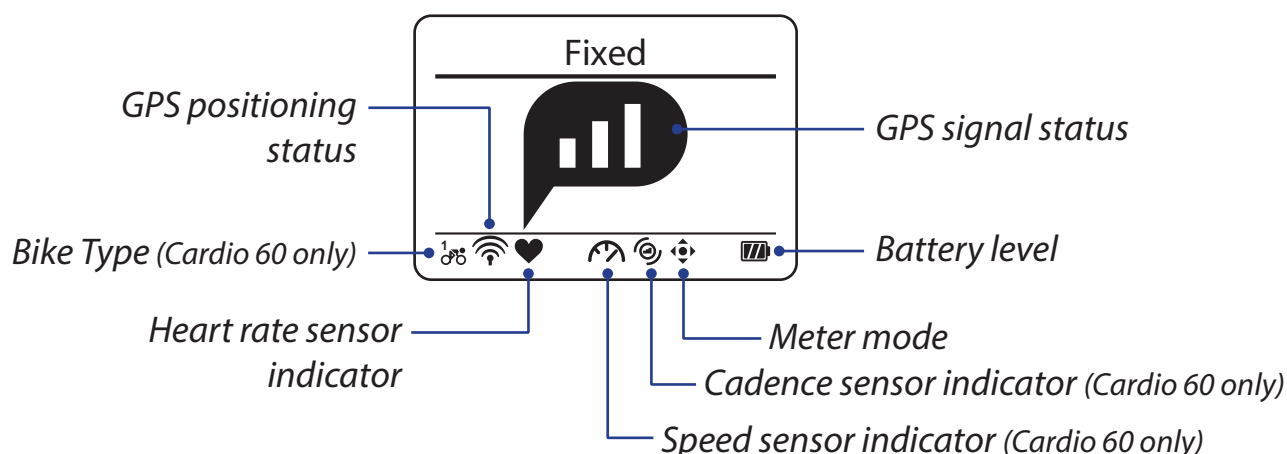 Fixed
GPS positioning
status
GPS signal status
Bike Type (Cardio 60 only)
1
Battery level
Heart rate sensor
indicator
Meter mode
Cadence sensor indicator (Cardio 60 only)
Speed sensor indicator (Cardio 60 only)